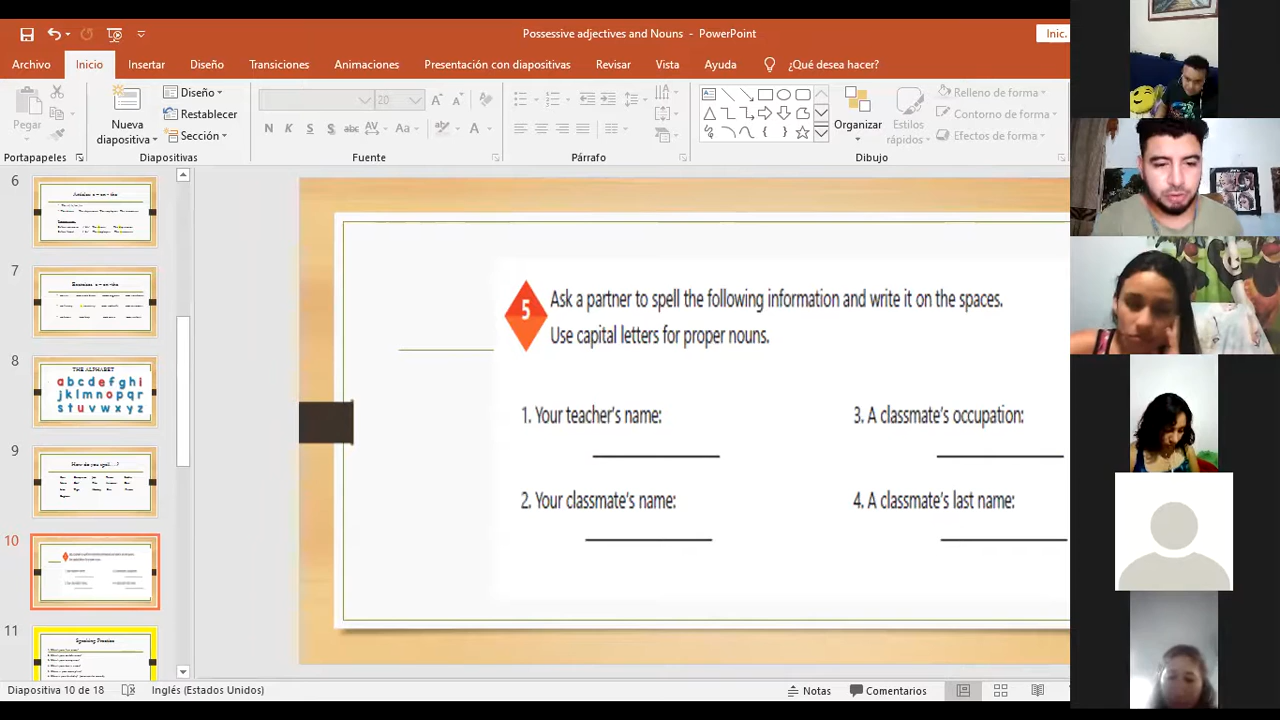 Possessive adjectives and Nouns - PowerPoint
Inic.
Archivo Inicio Insertar Diseño Transiciones Animaciones Presentación con diapositivas Revisar Vista Ayuda ¿Qué desea hacer?
Pegar
Nueva diapositiva
Diseño
Restablecer
Sección
20
N K S S abc AV Aa A
Organizar
Estilos rápidos
Relleno de forma
Contorno de forma
Efectos de forma
Portapapeles Diapositivas Fuente Párrafo Dibujo
6
7
8
THE ALPHABET
a b c d e f g h i
j k l m n o p q r
s t u v w x y z
9
How do you spell....?
10
11
Speaking Practice
5
Ask a partner to spell the following information and write it on the spaces.
Use capital letters for proper nouns.
1. Your teacher's name:
3. A classmate's occupation:
2. Your classmate's name:
4. A classmate's last name:
Diapositiva 10 de 18 Inglés (Estados Unidos) Notas Comentarios